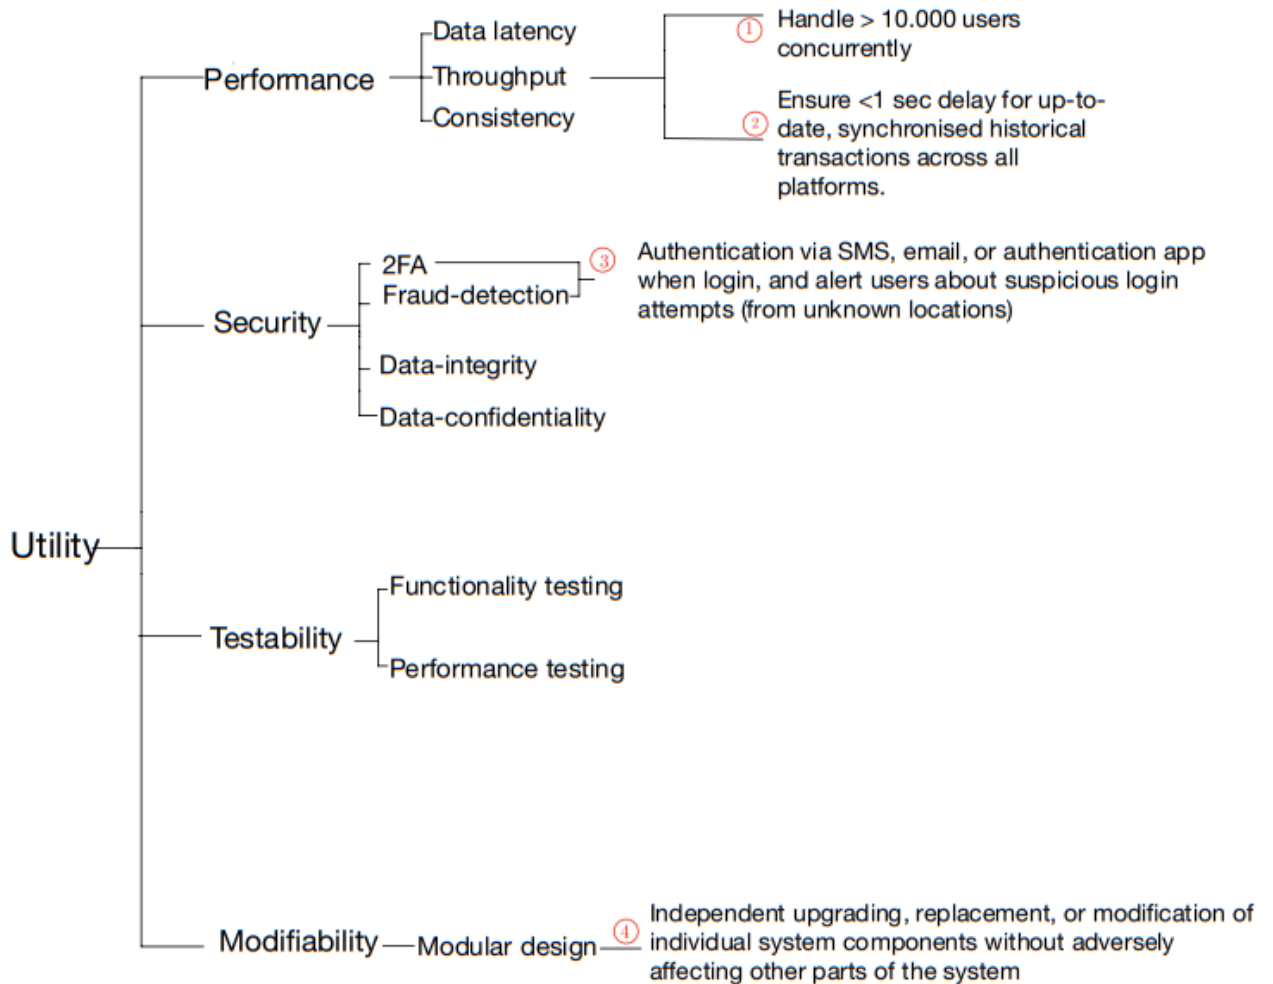 Utility
Performance
Data latency
Throughput
Consistency
① Handle > 10.000 users
concurrently
② Ensure <1 sec delay for up-to-
date, synchronised historical
transactions across all
platforms.
Security
2FA
Fraud-detection
Data-integrity
Data-confidentiality
③ Authentication via SMS, email, or authentication app
when login, and alert users about suspicious login
attempts (from unknown locations)
Testability
Functionality testing
Performance testing
Modifiability
Modular design
④ Independent upgrading, replacement, or modification of
individual system components without adversely
affecting other parts of the system